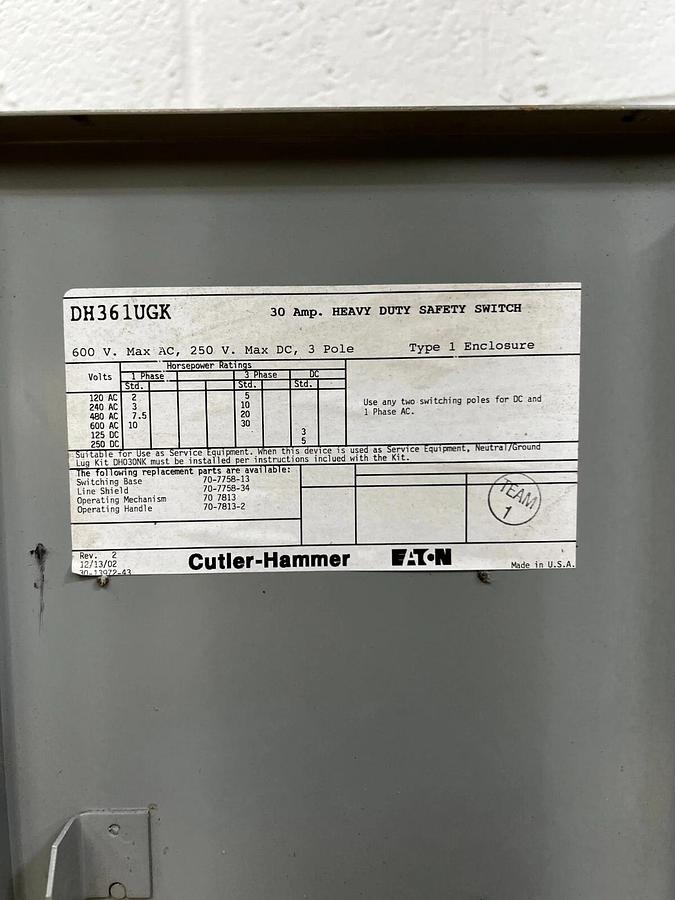 DH361UGK 30 Amp. HEAVY DUTY SAFETY SWITCH
600 V. Max AC, 250 V. Max DC, 3 Pole Type 1 Enclosure
Horsepower Ratings
Volts 1 Phase 3 Phase DC
Std. Std. Std.
120 AC 2 5
240 AC 3 10
480 AC 7.5 20
600 AC 10 30
125 DC 3
250 DC 5
Use any two switching poles for DC and
1 Phase AC.
Suitable for Use as Service Equipment. When this device is used as Service Equipment, Neutral/Ground
Lug Kit DH030NK must be installed per instructions inclued with the Kit.
The following replacement parts are available:
Switching Base 70-7758-13
Line Shield 70-7758-34
Operating Mechanism 70 7813
Operating Handle 70-7813-2
TEAM
1
Rev. 2
12/13/02
30-13972-43
Cutler-Hammer EATON
Made in U.S.A.